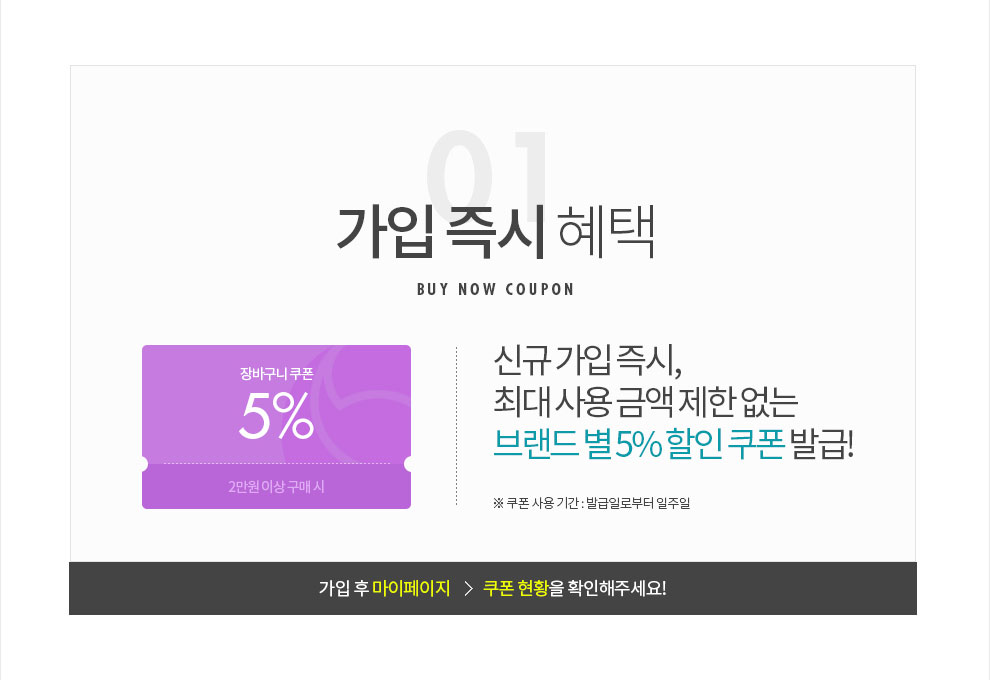 01
가입 즉시 혜택
BUY NOW COUPON
장바구니 쿠폰
5%
2만원 이상 구매 시
신규 가입 즉시,
최대 사용 금액 제한 없는
브랜드 별 5% 할인 쿠폰 발급!
※ 쿠폰 사용 기간 : 발급일로부터 일주일
가입 후 마이페이지 > 쿠폰 현황을 확인해주세요!